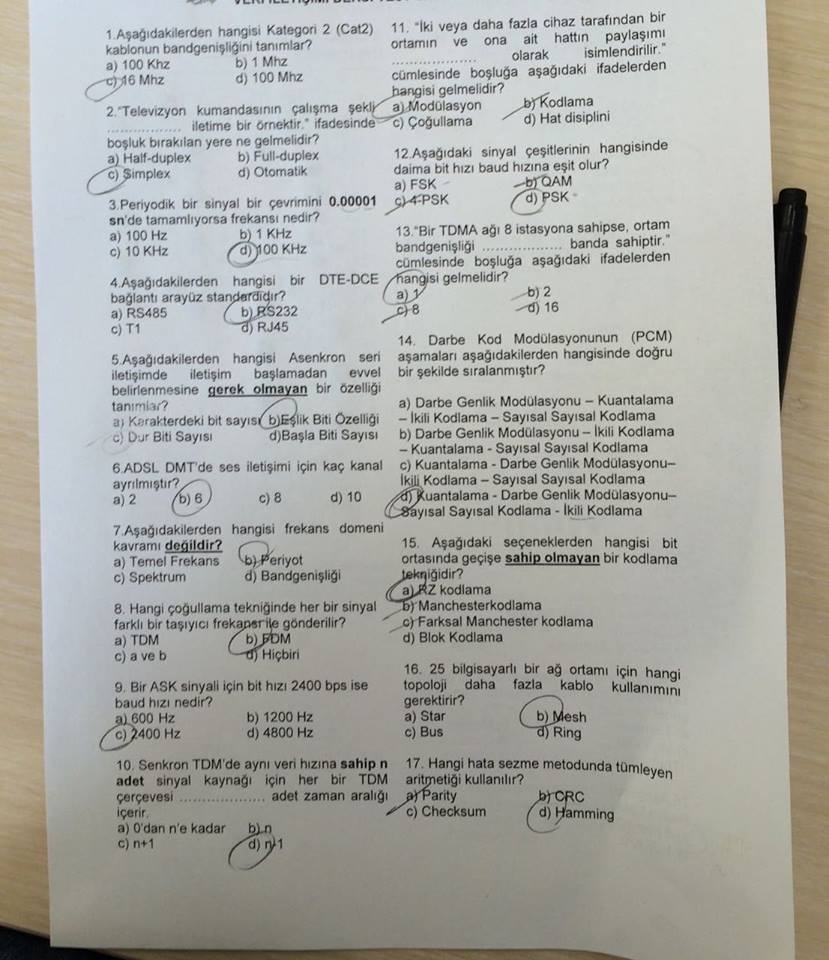 1.Aşağıdakilerden hangisi Kategori 2 (Cat2)
kablonun bandgenişliğini tanımlar?
a) 100 Khz b) 1 Mhz
c) 16 Mhz d) 100 Mhz
2."Televizyon kumandasının çalışma şekli
.................. iletime bir örnektir." ifadesinde
boşluk bırakılan yere ne gelmelidir?
a) Half-duplex b) Full-duplex
c) Simplex d) Otomatik
3.Periyodik bir sinyal bir çevrimini 0.00001
sn'de tamamlıyorsa frekansı nedir?
a) 100 Hz b) 1 KHz
c) 10 KHz d) 100 KHz
4.Aşağıdakilerden hangisi bir DTE-DCE
bağlantı arayüz standardıdır?
a) RS485 b) RS232
c) T1 d) RJ45
5.Aşağıdakilerden hangisi Asenkron seri
iletişimde iletişim başlamadan evvel
belirlenmesine gerek olmayan bir özelliği
tanımlar?
a) Karakterdeki bit sayısı b)Eşlik Biti Özelliği
c) Dur Biti Sayısı d)Başla Biti Sayısı
6.ADSL DMT'de ses iletişimi için kaç kanal
ayrılmıştır?
a) 2 b) 6 c) 8 d) 10
7.Aşağıdakilerden hangisi frekans domeni
kavramı değildir?
a) Temel Frekans b) Periyot
c) Spektrum d) Bandgenişliği
8. Hangi çoğullama tekniğinde her bir sinyal
farklı bir taşıyıcı frekansı ile gönderilir?
a) TDM b) FDM
c) a ve b d) Hiçbiri
9. Bir ASK sinyali için bit hızı 2400 bps ise
baud hızı nedir?
a) 600 Hz b) 1200 Hz
c) 2400 Hz d) 4800 Hz
10. Senkron TDM'de aynı veri hızına sahip n
adet sinyal kaynağı için her bir TDM
çerçevesi .................. adet zaman aralığı
içerir.
a) 0'dan n'e kadar b) n
c) n+1 d) n-1
11. "İki veya daha fazla cihaz tarafından bir
ortamın ve ona ait hattın paylaşımı
.................. olarak isimlendirilir."
cümlesinde boşluğa aşağıdaki ifadelerden
hangisi gelmelidir?
a) Modülasyon b) Kodlama
c) Çoğullama d) Hat disiplini
12.Aşağıdaki sinyal çeşitlerinin hangisinde
daima bit hızı baud hızına eşit olur?
a) FSK b) QAM
c) 4-PSK d) PSK
13."Bir TDMA ağı 8 istasyona sahipse, ortam
bandgenişliği .................. banda sahiptir."
cümlesinde boşluğa aşağıdaki ifadelerden
hangisi gelmelidir?
a) 1 b) 2
c) 8 d) 16
14. Darbe Kod Modülasyonunun (PCM)
aşamaları aşağıdakilerden hangisinde doğru
bir şekilde sıralanmıştır?
a) Darbe Genlik Modülasyonu – Kuantalama
– İkili Kodlama – Sayısal Sayısal Kodlama
b) Darbe Genlik Modülasyonu – İkili Kodlama
– Kuantalama - Sayısal Sayısal Kodlama
c) Kuantalama - Darbe Genlik Modülasyonu–
İkili Kodlama – Sayısal Sayısal Kodlama
d) Kuantalama - Darbe Genlik Modülasyonu–
Sayısal Sayısal Kodlama - İkili Kodlama
15. Aşağıdaki seçeneklerden hangisi bit
ortasında geçişe sahip olmayan bir kodlama
tekniğidir?
a) RZ kodlama
b) Manchesterkodlama
c) Farksal Manchester kodlama
d) Blok Kodlama
16. 25 bilgisayarlı bir ağ ortamı için hangi
topoloji daha fazla kablo kullanımını
gerektirir?
a) Star b) Mesh
c) Bus d) Ring
17. Hangi hata sezme metodunda tümleyen
aritmetiği kullanılır?
a) Parity b) CRC
c) Checksum d) Hamming